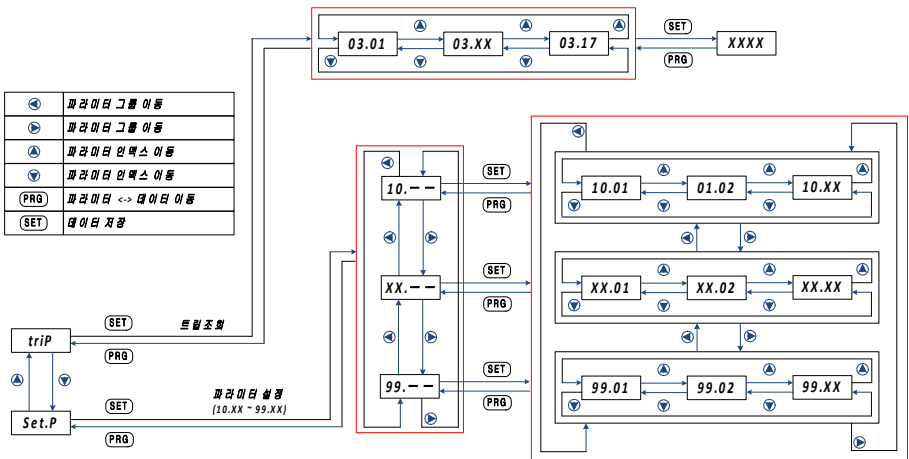 SET
03.01
03.XX
03.17
XXXX
PRG
파라미터 그룹 이동
파라미터 그룹 이동
파라미터 인덱스 이동
파라미터 인덱스 이동
PRG 파라미터 <-> 데이터 이동
SET 데이터 저장
10.--
SET
PRG
10.01
01.02
10.XX
XX.--
SET
PRG
XX.01
XX.02
XX.XX
99.--
SET
PRG
99.01
99.02
99.XX
triP
SET
트립조회
PRG
Set.P
SET
파라미터 설정
(10.XX ~ 99.XX)
PRG